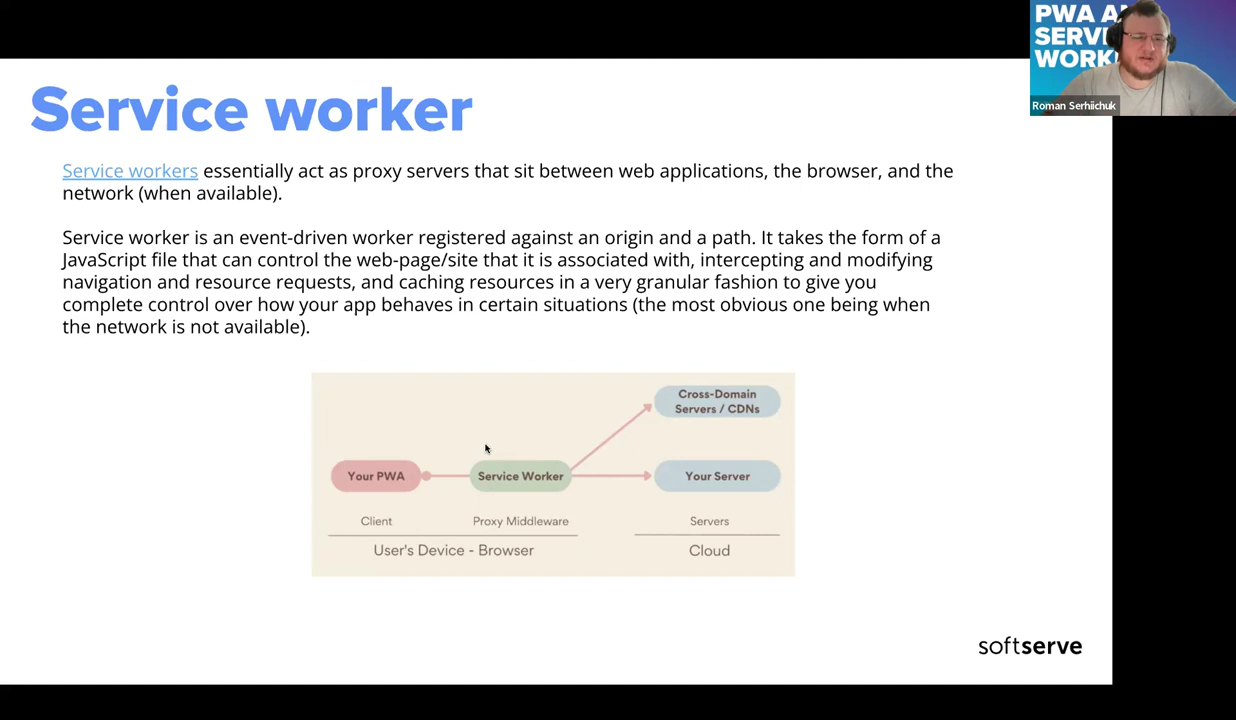 PWA A
SERV
WORK
Roman Serhiichuk
Service worker
Service workers essentially act as proxy servers that sit between web applications, the browser, and the
network (when available).
Service worker is an event-driven worker registered against an origin and a path. It takes the form of a
JavaScript file that can control the web-page/site that it is associated with, intercepting and modifying
navigation and resource requests, and caching resources in a very granular fashion to give you
complete control over how your app behaves in certain situations (the most obvious one being when
the network is not available).
Cross-Domain
Servers / CDNs
Your PWA
Service Worker
Your Server
Client
Proxy Middleware
Servers
User's Device - Browser
Cloud
softserve